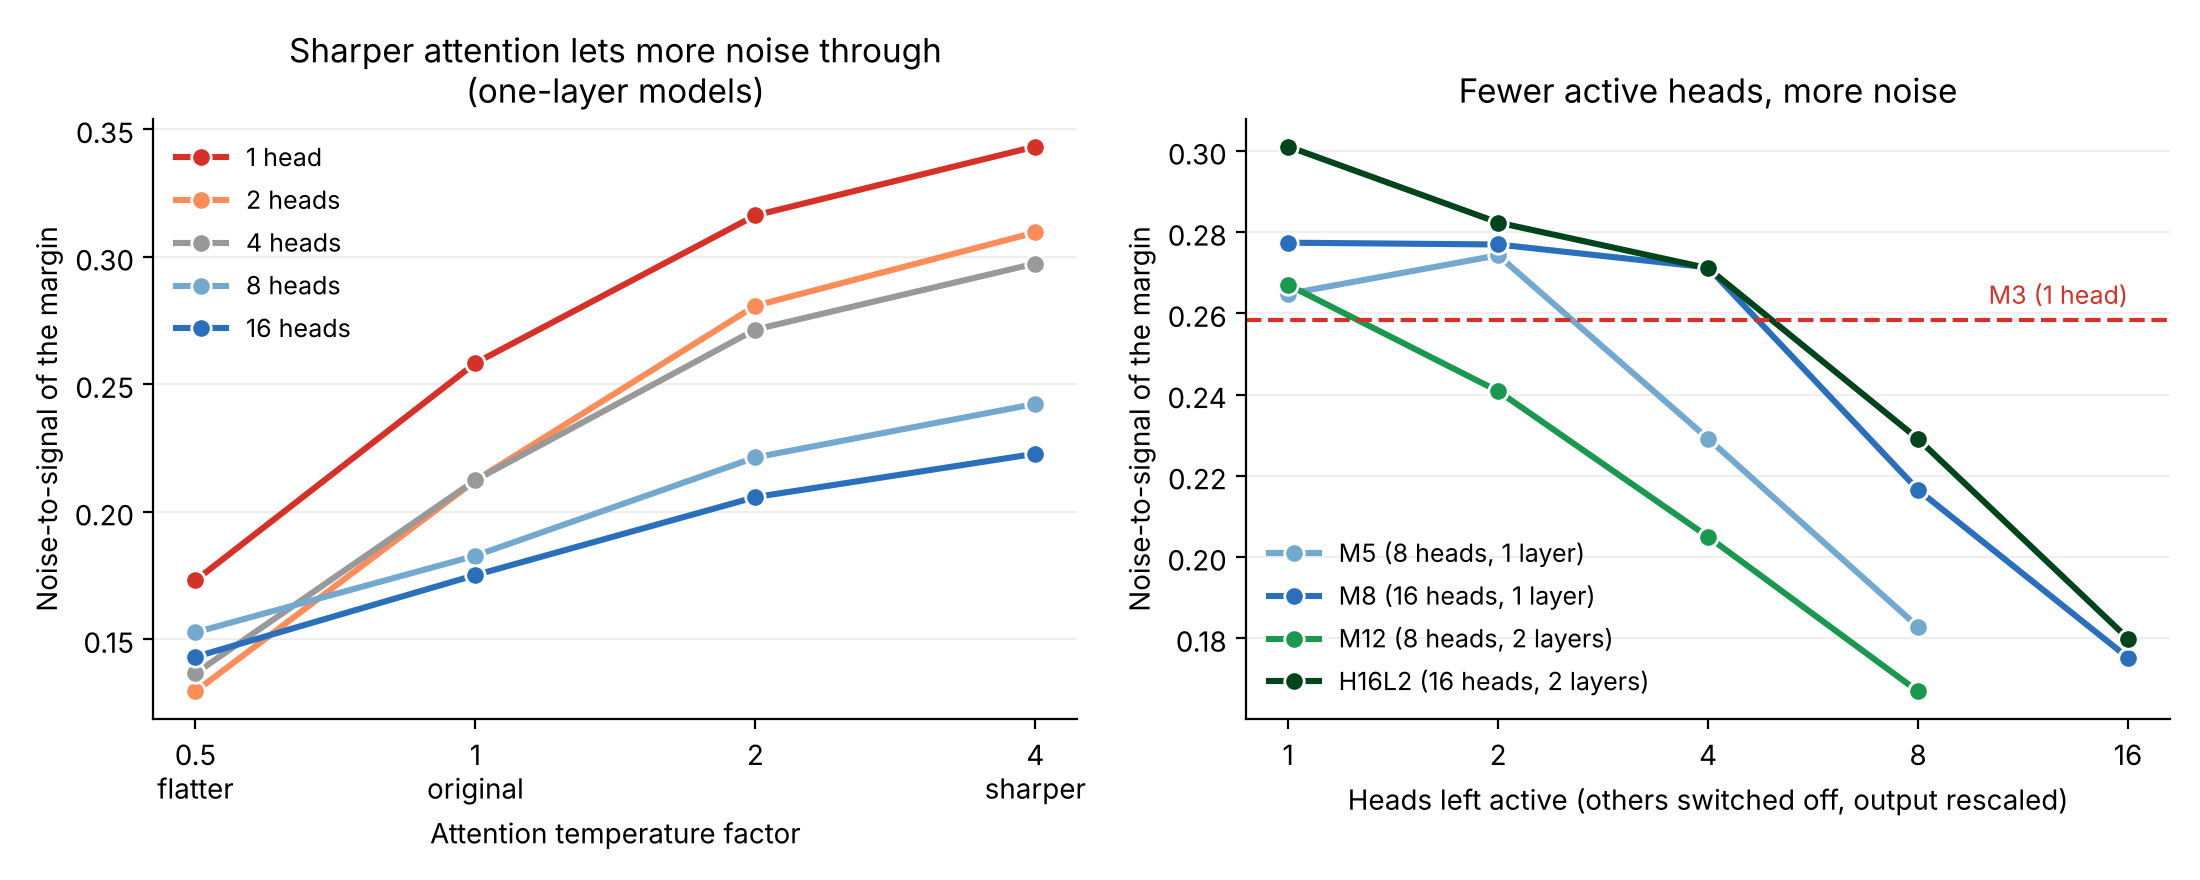 Sharper attention lets more noise through
(one-layer models)
Noise-to-signal of the margin
0.35
0.30
0.25
0.20
0.15
1 head
2 heads
4 heads
8 heads
16 heads
0.5
1
2
4
flatter
original
sharper
Attention temperature factor
Fewer active heads, more noise
Noise-to-signal of the margin
0.30
0.28
0.26
0.24
0.22
0.20
0.18
M3 (1 head)
M5 (8 heads, 1 layer)
M8 (16 heads, 1 layer)
M12 (8 heads, 2 layers)
H16L2 (16 heads, 2 layers)
1
2
4
8
16
Heads left active (others switched off, output rescaled)